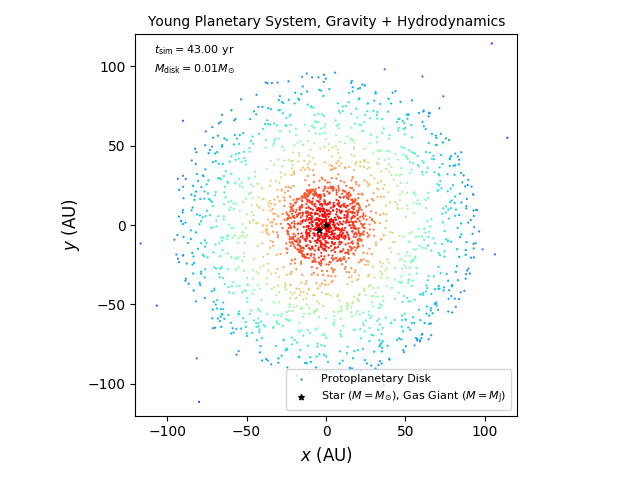 Young Planetary System, Gravity + Hydrodynamics
t_sim = 43.00 yr
M_disk = 0.01M_⊙
100
50
0
−50
−100
y (AU)
Protoplanetary Disk
Star (M = M_⊙), Gas Giant (M = M_J)
−100 −50 0 50 100
x (AU)